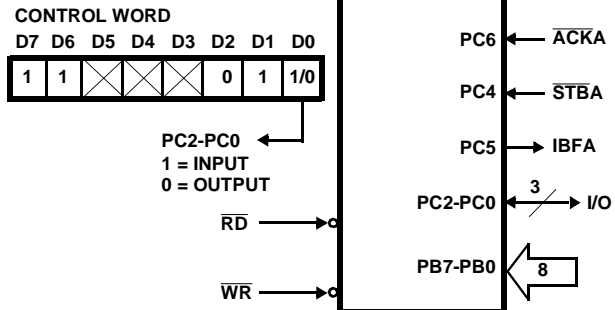 CONTROL WORD
D7 D6 D5 D4 D3 D2 D1 D0
1 1 0 1 1/0
PC2-PC0
1 = INPUT
0 = OUTPUT
RD
WR
PC6 ACKA
PC4 STBA
PC5 IBFA
PC2-PC0 3 I/O
PB7-PB0 8